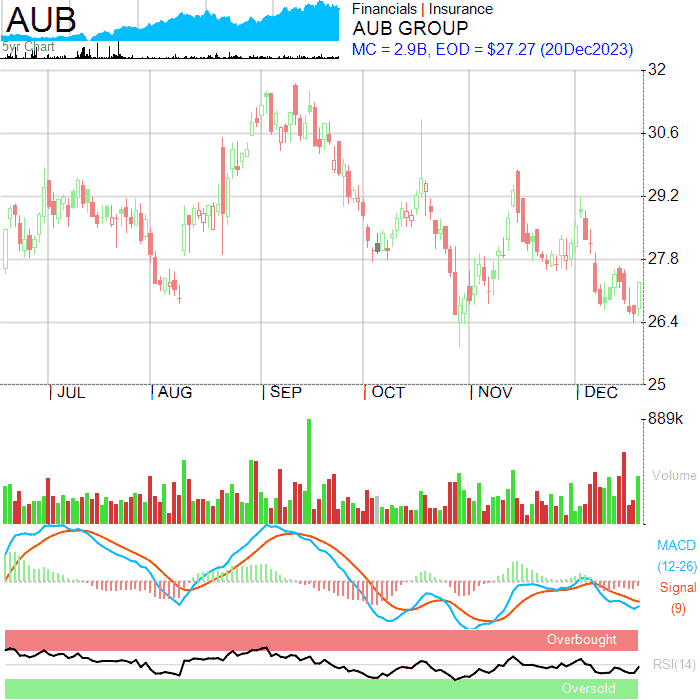 AUB
5yr Chart
Financials | Insurance
AUB GROUP
MC = 2.9B, EOD = $27.27 (20Dec2023)
32
30.6
29.2
27.8
26.4
25
JUL AUG SEP OCT NOV DEC
889k
Volume
MACD
(12-26)
Signal
(9)
Overbought
RSI(14)
Oversold